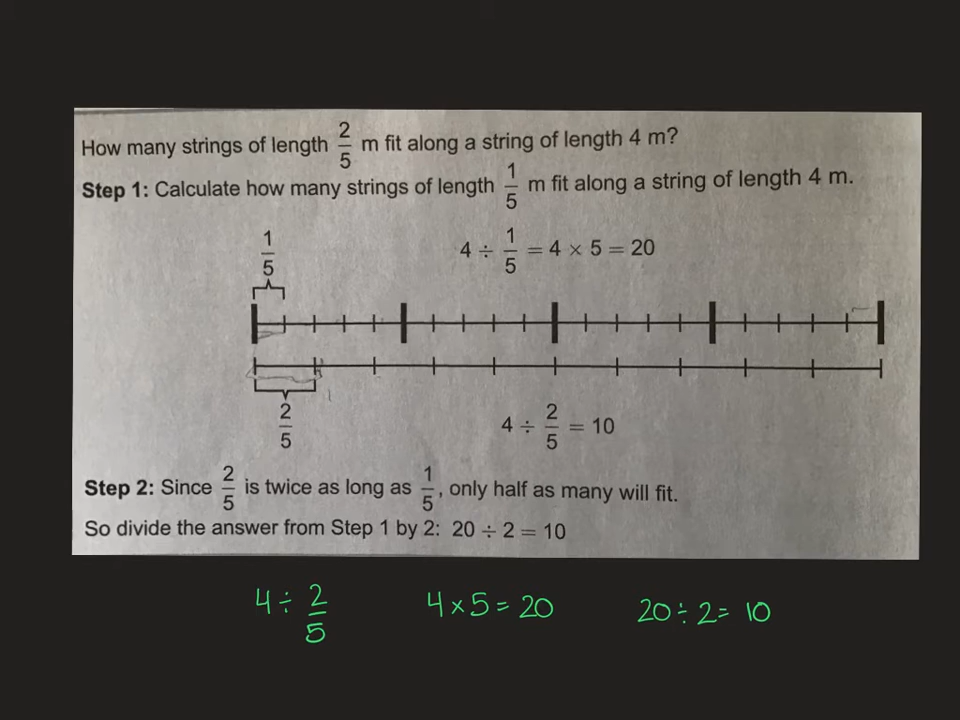 How many strings of length 2/5 m fit along a string of length 4 m?
Step 1: Calculate how many strings of length 1/5 m fit along a string of length 4 m.
1/5
4 ÷ 1/5 = 4 × 5 = 20
2/5
4 ÷ 2/5 = 10
Step 2: Since 2/5 is twice as long as 1/5, only half as many will fit.
So divide the answer from Step 1 by 2: 20 ÷ 2 = 10
4 ÷ 2/5 4 × 5 = 20 20 ÷ 2 = 10